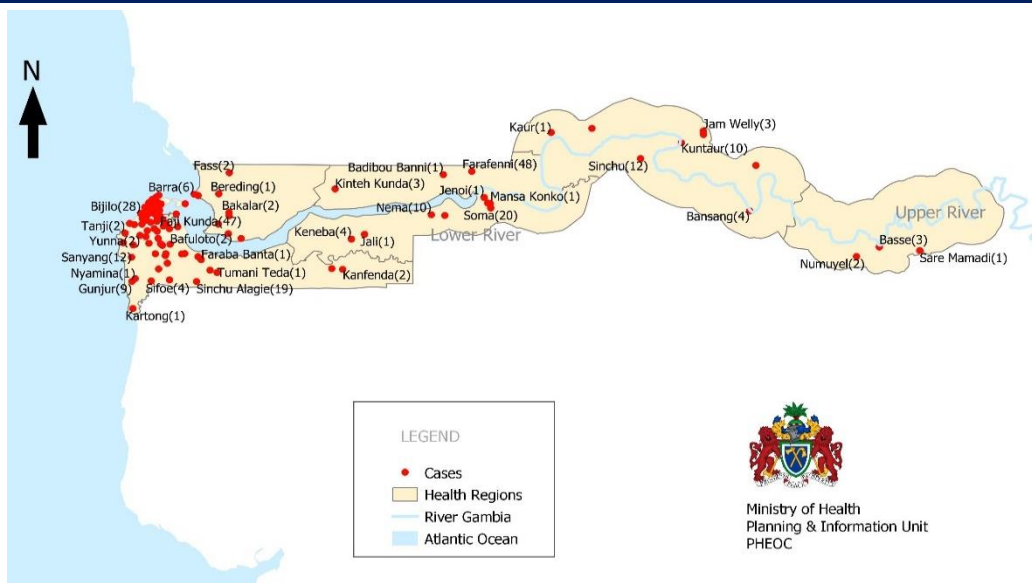 N
Jam Welly(3)
Kaur(1)
Kuntaur(10)
Fass(2)
Badibou Banni(1)
Farafenni(48)
Sinchu(12)
Barra(6)
Bereding(1)
Kinteh Kunda(3)
Jenoi(1)
Mansa Konko(1)
Bijilo(28)
Bakalar(2)
Nema(10)
Soma(20)
Bansang(4)
Upper River
Tanji(2)
Faji Kunda(47)
Keneba(4)
Jali(1)
Lower River
Yunna(2)
Bafuloto(2)
Basse(3)
Sanyang(12)
Faraba Banta(1)
Numuyel(2)
Sare Mamadi(1)
Nyamina(1)
Tumani Teda(1)
Kanfenda(2)
Gunjur(9)
Sifoe(4)
Sinchu Alagie(19)
Kartong(1)
LEGEND
Cases
Health Regions
River Gambia
Atlantic Ocean
Ministry of Health
Planning & Information Unit
PHEOC